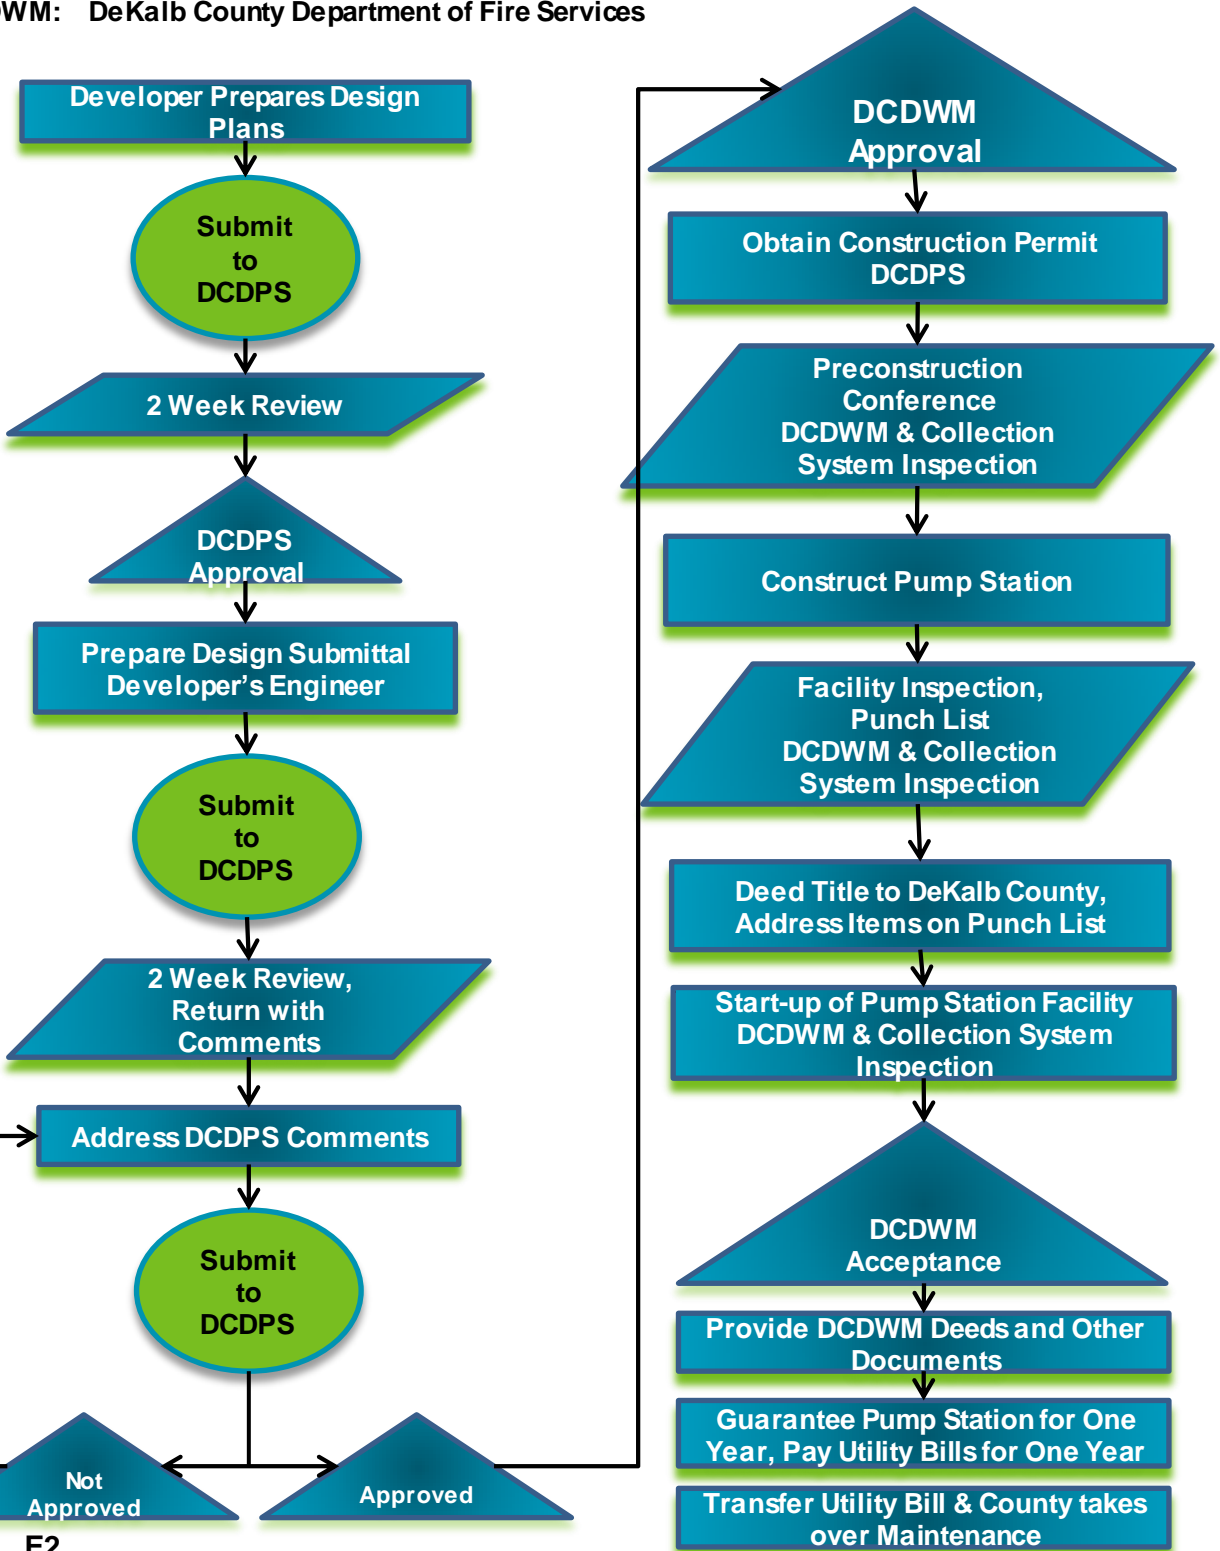 WM: DeKalb County Department of Fire Services
Developer Prepares Design
Plans
Submit
to
DCDPS
2 Week Review
DCDPS
Approval
Prepare Design Submittal
Developer's Engineer
Submit
to
DCDPS
2 Week Review,
Return with
Comments
Address DCDPS Comments
Submit
to
DCDPS
Not
Approved
Approved
DCDWM
Approval
Obtain Construction Permit
DCDPS
Preconstruction
Conference
DCDWM & Collection
System Inspection
Construct Pump Station
Facility Inspection,
Punch List
DCDWM & Collection
System Inspection
Deed Title to DeKalb County,
Address Items on Punch List
Start-up of Pump Station Facility
DCDWM & Collection System
Inspection
DCDWM
Acceptance
Provide DCDWM Deeds and Other
Documents
Guarantee Pump Station for One
Year, Pay Utility Bills for One Year
Transfer Utility Bill & County takes
over Maintenance